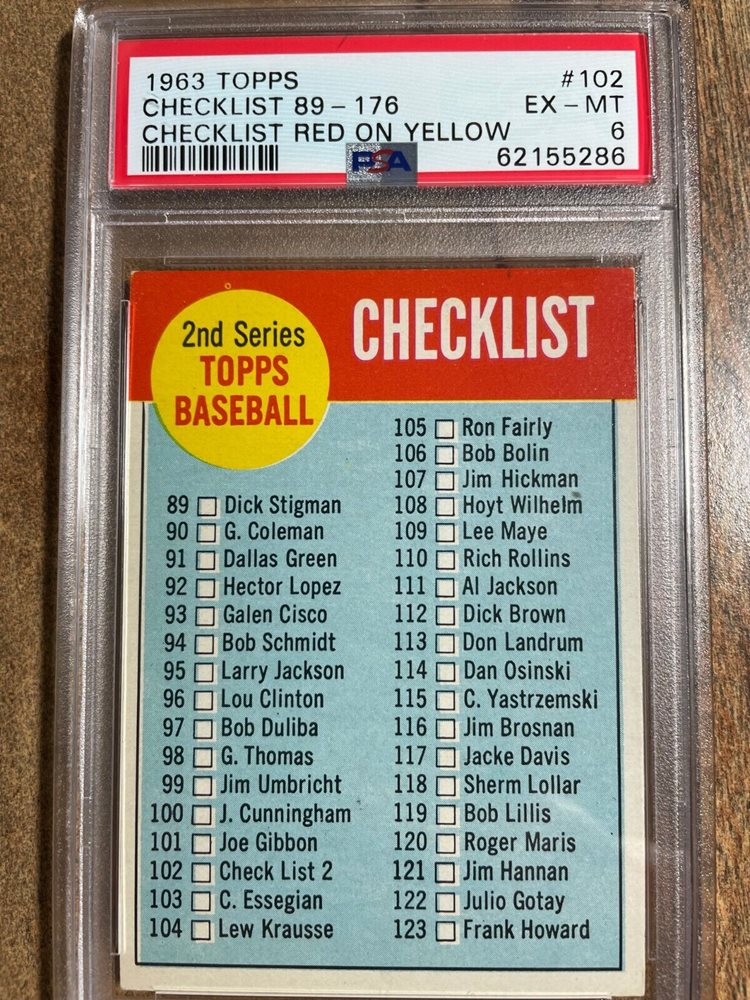 1963 TOPPS #102
CHECKLIST 89 - 176 EX - MT
CHECKLIST RED ON YELLOW 6
PSA 62155286
2nd Series
TOPPS
BASEBALL
CHECKLIST
89 Dick Stigman
90 G. Coleman
91 Dallas Green
92 Hector Lopez
93 Galen Cisco
94 Bob Schmidt
95 Larry Jackson
96 Lou Clinton
97 Bob Duliba
98 G. Thomas
99 Jim Umbricht
100 J. Cunningham
101 Joe Gibbon
102 Check List 2
103 C. Essegian
104 Lew Krausse
105 Ron Fairly
106 Bob Bolin
107 Jim Hickman
108 Hoyt Wilhelm
109 Lee Maye
110 Rich Rollins
111 Al Jackson
112 Dick Brown
113 Don Landrum
114 Dan Osinski
115 C. Yastrzemski
116 Jim Brosnan
117 Jacke Davis
118 Sherm Lollar
119 Bob Lillis
120 Roger Maris
121 Jim Hannan
122 Julio Gotay
123 Frank Howard